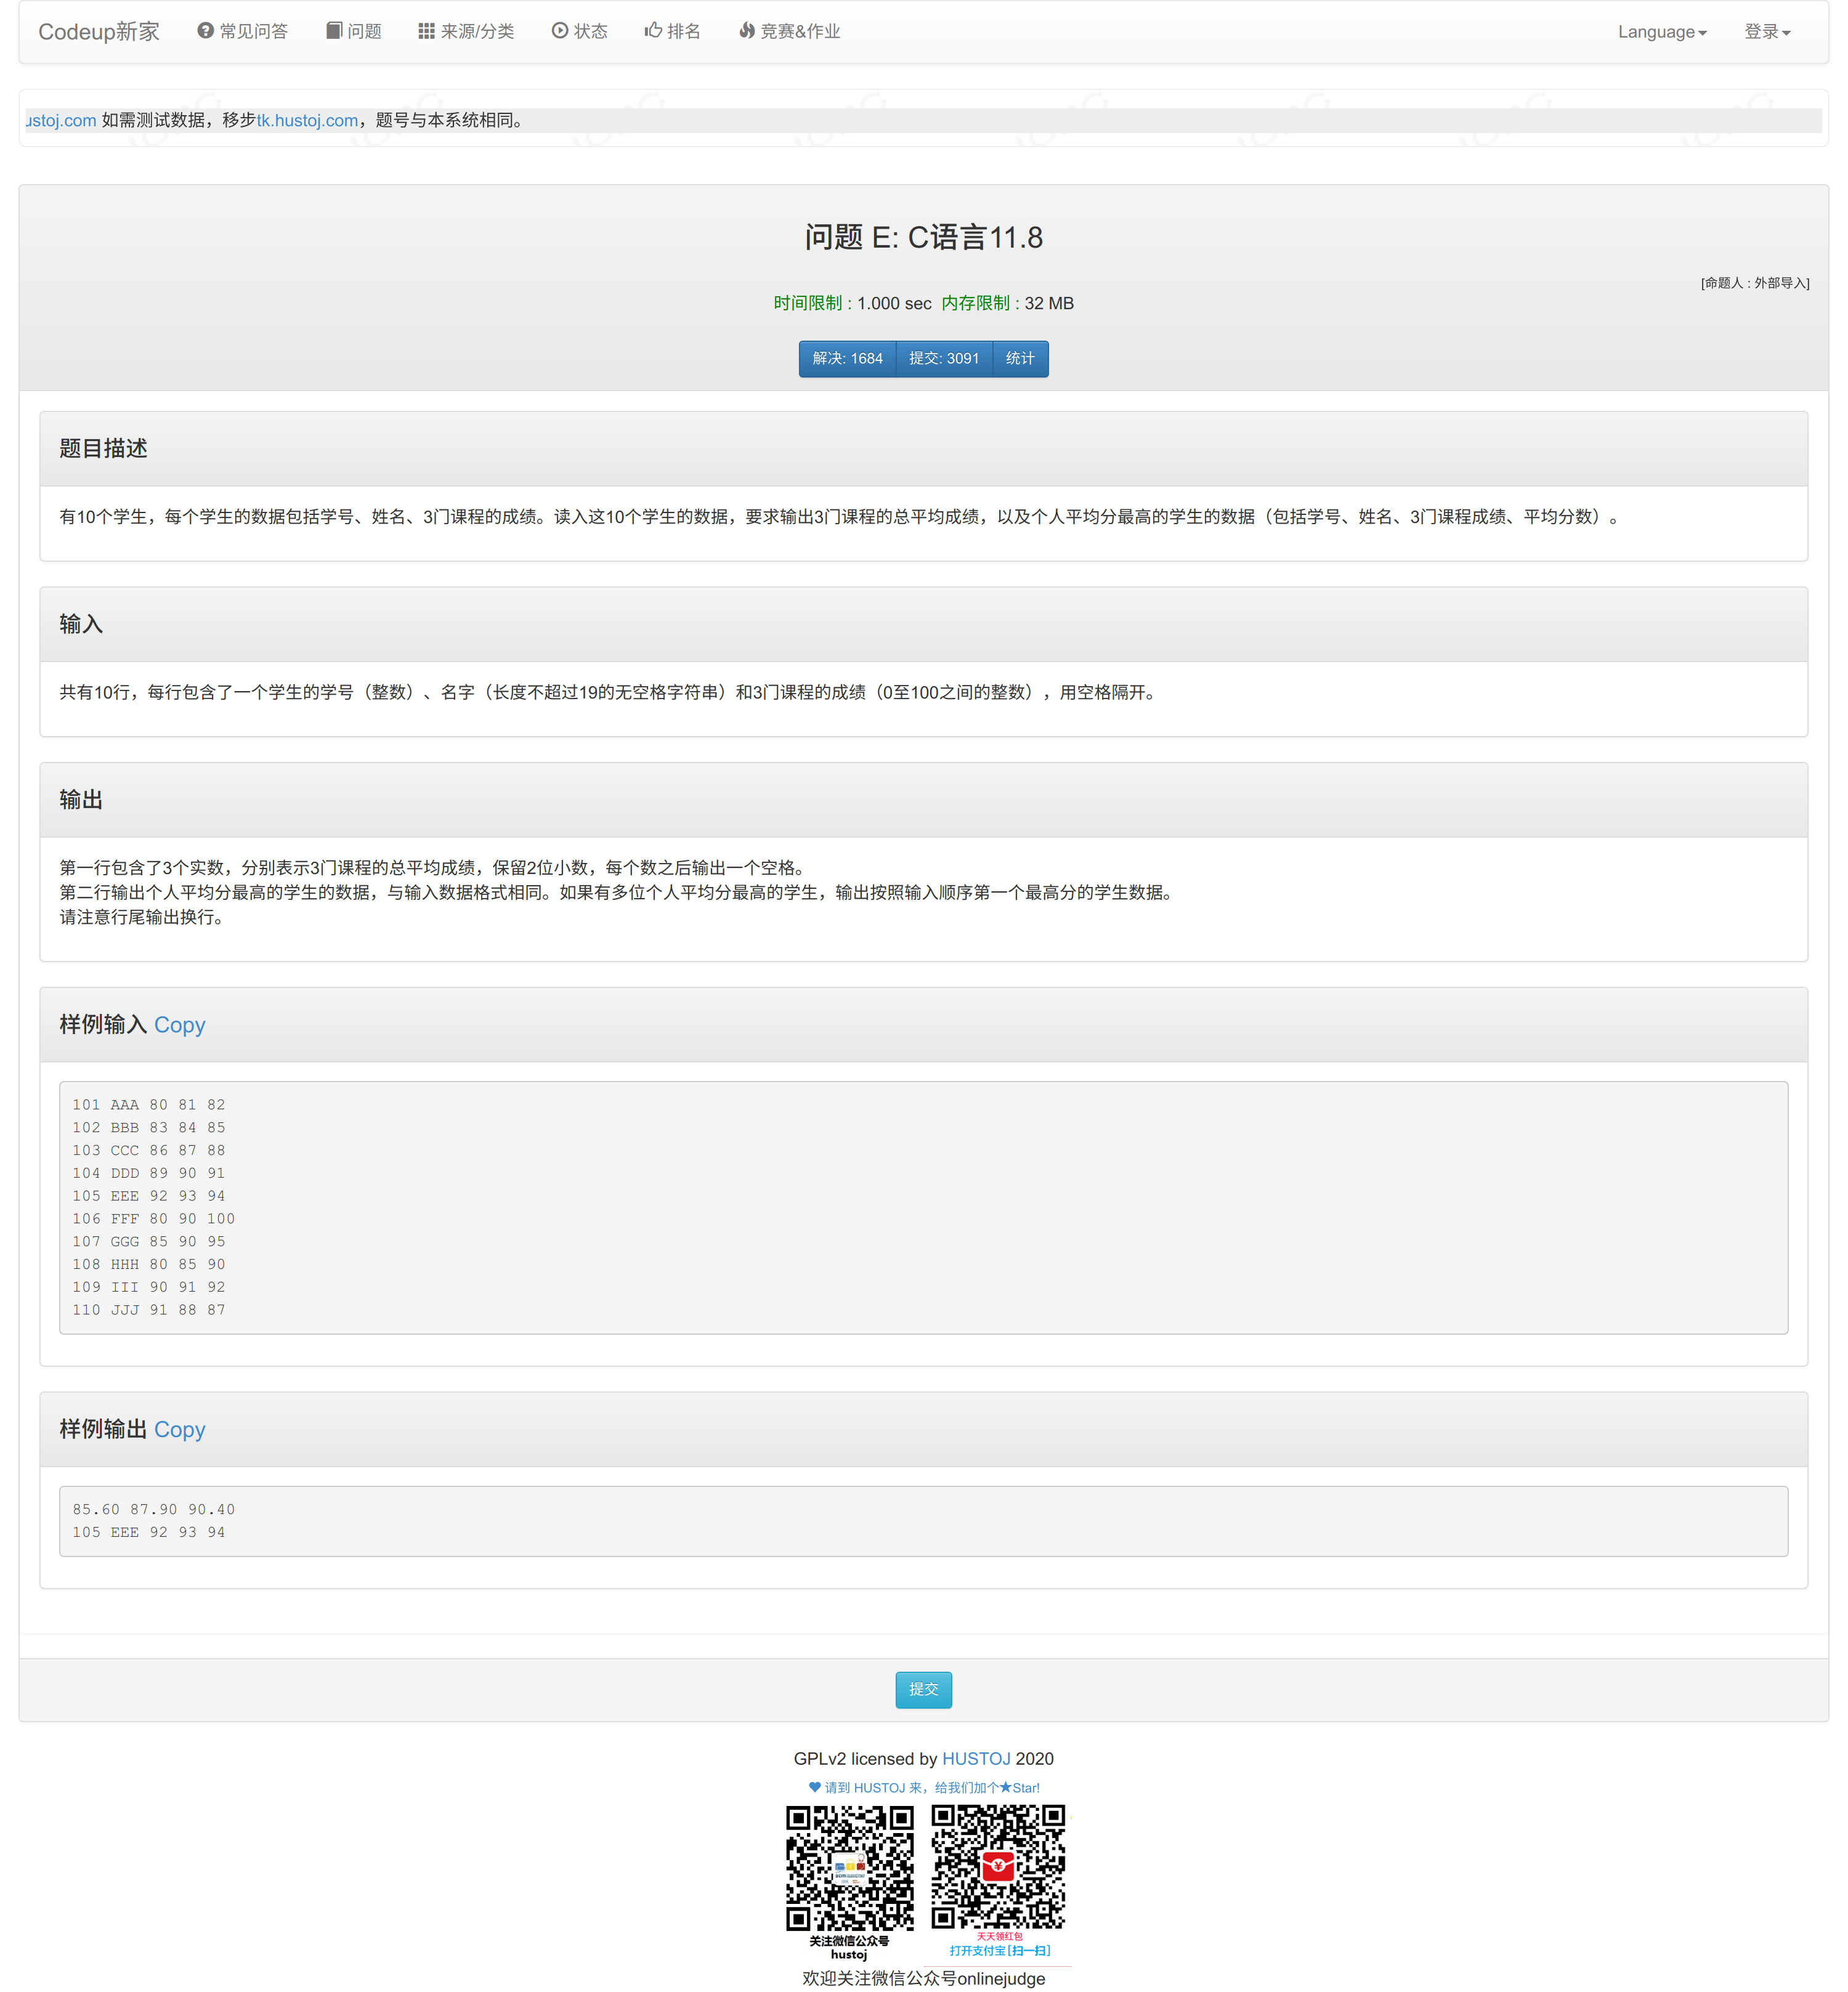 Codeup新家 常见问答 问题 来源/分类 状态 排名 竞赛&作业 Language 登录
ustoj.com 如需测试数据，移步tk.hustoj.com，题号与本系统相同。
问题 E: C语言11.8
[命题人 : 外部导入]
时间限制 : 1.000 sec 内存限制 : 32 MB
解决: 1684 提交: 3091 统计
题目描述
有10个学生，每个学生的数据包括学号、姓名、3门课程的成绩。读入这10个学生的数据，要求输出3门课程的总平均成绩，以及个人平均分最高的学生的数据（包括学号、姓名、3门课程成绩、平均分数）。
输入
共有10行，每行包含了一个学生的学号（整数）、名字（长度不超过19的无空格字符串）和3门课程的成绩（0至100之间的整数），用空格隔开。
输出
第一行包含了3个实数，分别表示3门课程的总平均成绩，保留2位小数，每个数之后输出一个空格。
第二行输出个人平均分最高的学生的数据，与输入数据格式相同。如果有多位个人平均分最高的学生，输出按照输入顺序第一个最高分的学生数据。
请注意行尾输出换行。
样例输入 Copy
101 AAA 80 81 82
102 BBB 83 84 85
103 CCC 86 87 88
104 DDD 89 90 91
105 EEE 92 93 94
106 FFF 80 90 100
107 GGG 85 90 95
108 HHH 80 85 90
109 III 90 91 92
110 JJJ 91 88 87
样例输出 Copy
85.60 87.90 90.40
105 EEE 92 93 94
提交
GPLv2 licensed by HUSTOJ 2020
请到 HUSTOJ 来，给我们加个★Star!
关注微信公众号
hustoj
天天领红包
打开支付宝[扫一扫]
欢迎关注微信公众号onlinejudge